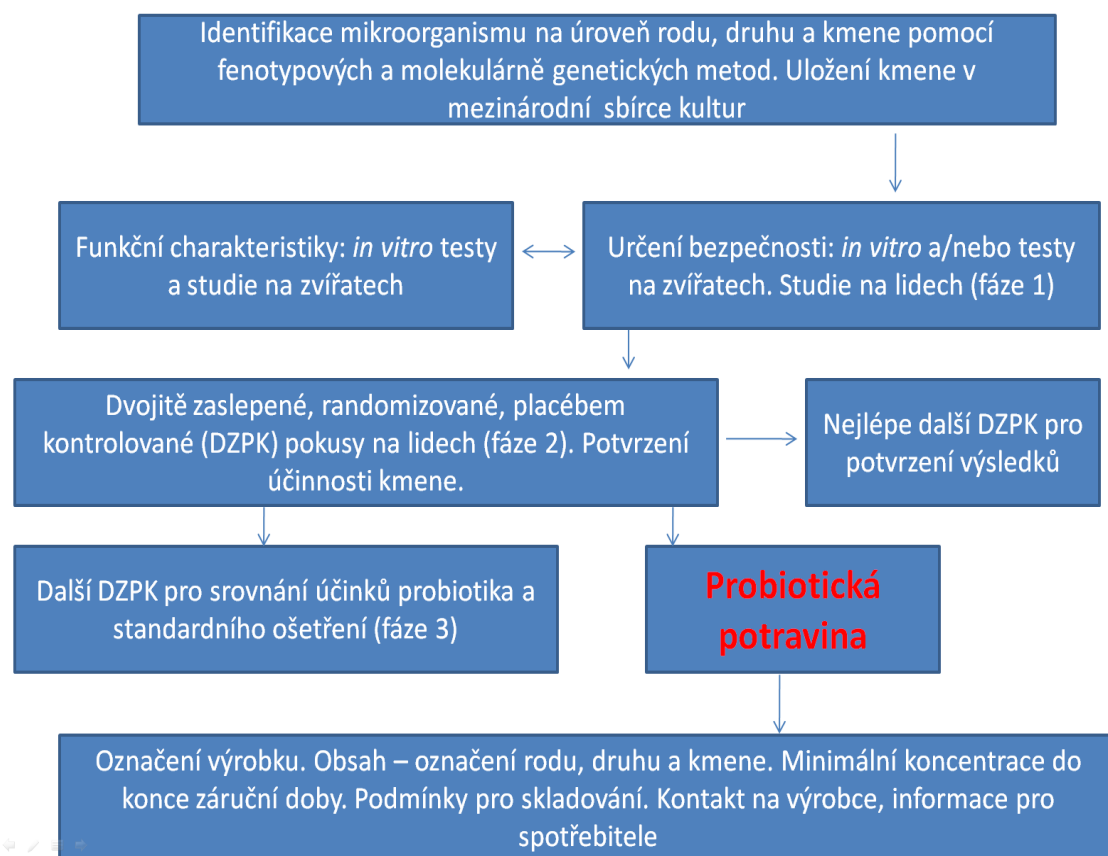 Identifikace mikroorganismu na úroveň rodu, druhu a kmene pomocí
fenotypových a molekulárně genetických metod. Uložení kmene v
mezinárodní  sbírce kultur
Funkční charakteristiky: in vitro testy
a studie na zvířatech
Určení bezpečnosti: in vitro a/nebo testy
na zvířatech. Studie na lidech (fáze 1)
Dvojitě zaslepené, randomizované, placébem
kontrolované (DZPK) pokusy na lidech (fáze 2). Potvrzení
účinnosti kmene.
Nejlépe další DZPK pro
potvrzení výsledků
Další DZPK pro srovnání účinků probiotika a
standardního ošetření (fáze 3)
Probiotická
potravina
Označení výrobku. Obsah – označení rodu, druhu a kmene. Minimální koncentrace do
konce záruční doby. Podmínky pro skladování. Kontakt na výrobce, informace pro
spotřebitele